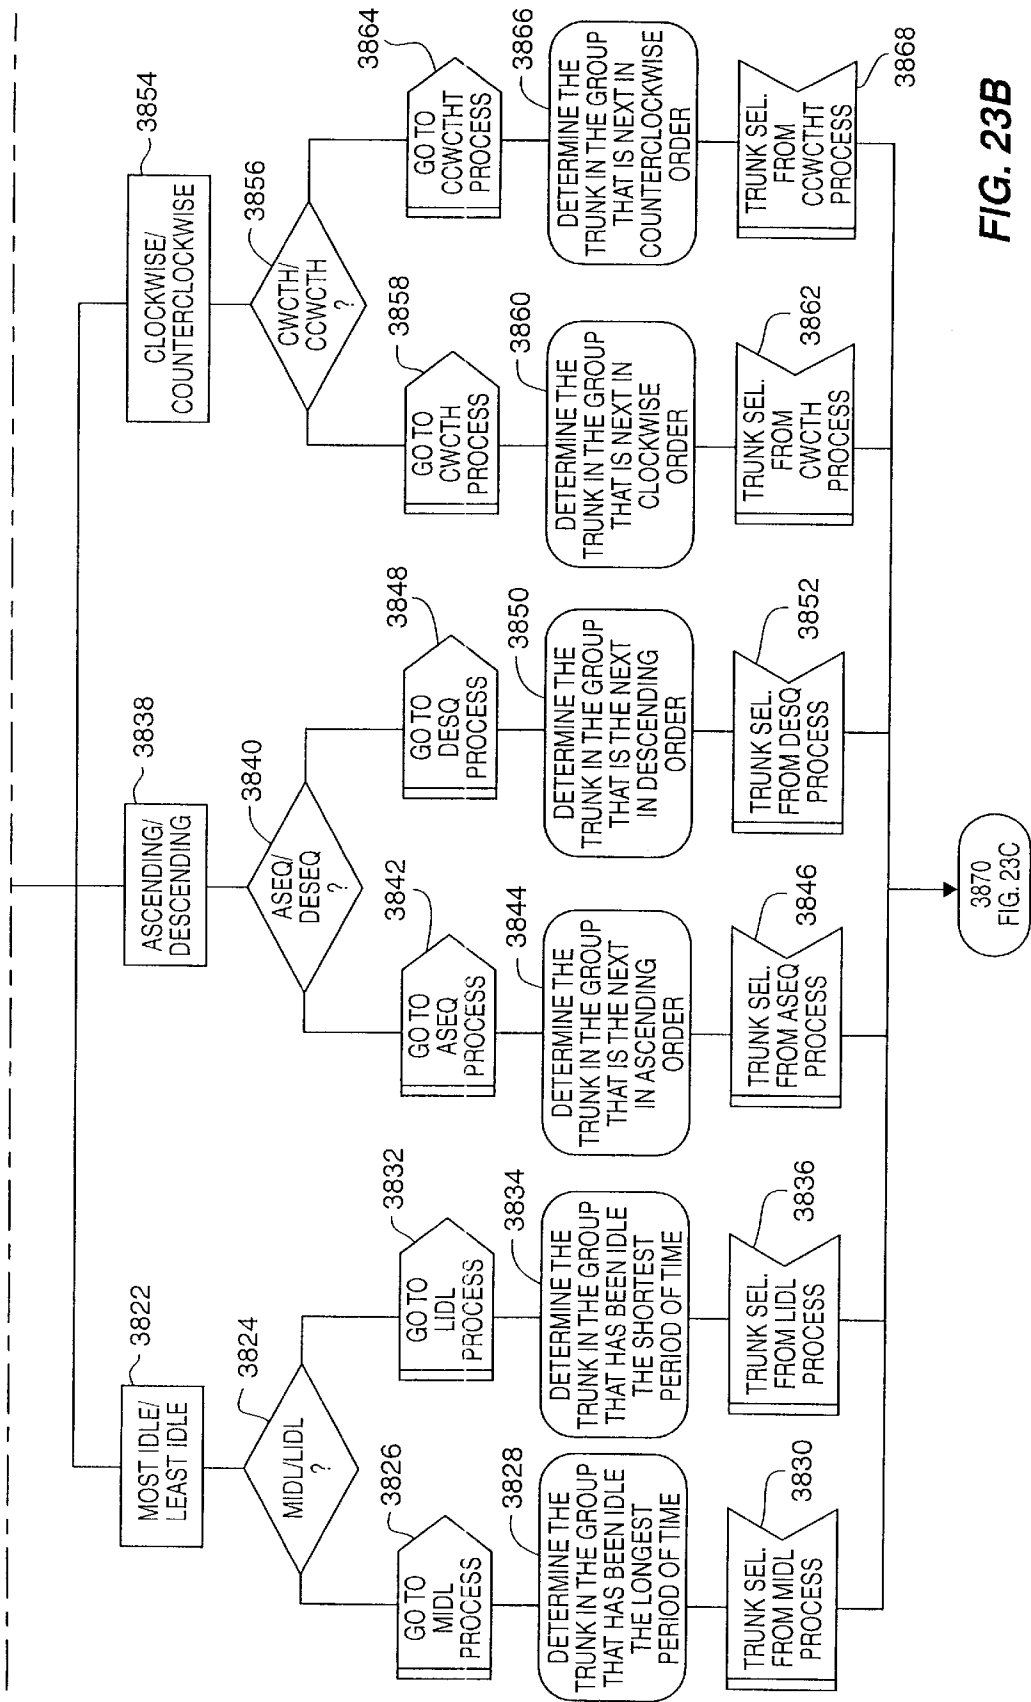 MOST IDLE/
LEAST IDLE
3822
MIDL/LIDL
?
3824
GO TO
MIDL
PROCESS
3826
DETERMINE THE
TRUNK IN THE GROUP
THAT HAS BEEN IDLE
THE LONGEST
PERIOD OF TIME
3828
TRUNK SEL.
FROM MIDL
PROCESS
3830
GO TO
LIDL
PROCESS
3832
DETERMINE THE
TRUNK IN THE GROUP
THAT HAS BEEN IDLE
THE SHORTEST
PERIOD OF TIME
3834
TRUNK SEL.
FROM LIDL
PROCESS
3836
ASCENDING/
DESCENDING
3838
ASEQ/
DESEQ
?
3840
GO TO
ASEQ
PROCESS
3842
DETERMINE THE
TRUNK IN THE GROUP
THAT IS THE NEXT
IN ASCENDING
ORDER
3844
TRUNK SEL.
FROM ASEQ
PROCESS
3846
GO TO
DESQ
PROCESS
3848
DETERMINE THE
TRUNK IN THE GROUP
THAT IS THE NEXT
IN DESCENDING
ORDER
3850
TRUNK SEL.
FROM DESQ
PROCESS
3852
CLOCKWISE/
COUNTERCLOCKWISE
3854
CWCTH/
CCWCTH
?
3856
GO TO
CWCTH
PROCESS
3858
DETERMINE THE
TRUNK IN THE GROUP
THAT IS NEXT IN
CLOCKWISE
ORDER
3860
TRUNK SEL.
FROM
CWCTH
PROCESS
3862
GO TO
CCWCTHT
PROCESS
3864
DETERMINE THE
TRUNK IN THE GROUP
THAT IS NEXT IN
COUNTERCLOCKWISE
ORDER
3866
TRUNK SEL.
FROM
CCWCTHT
PROCESS
3868
3870
FIG. 23C
FIG. 23B